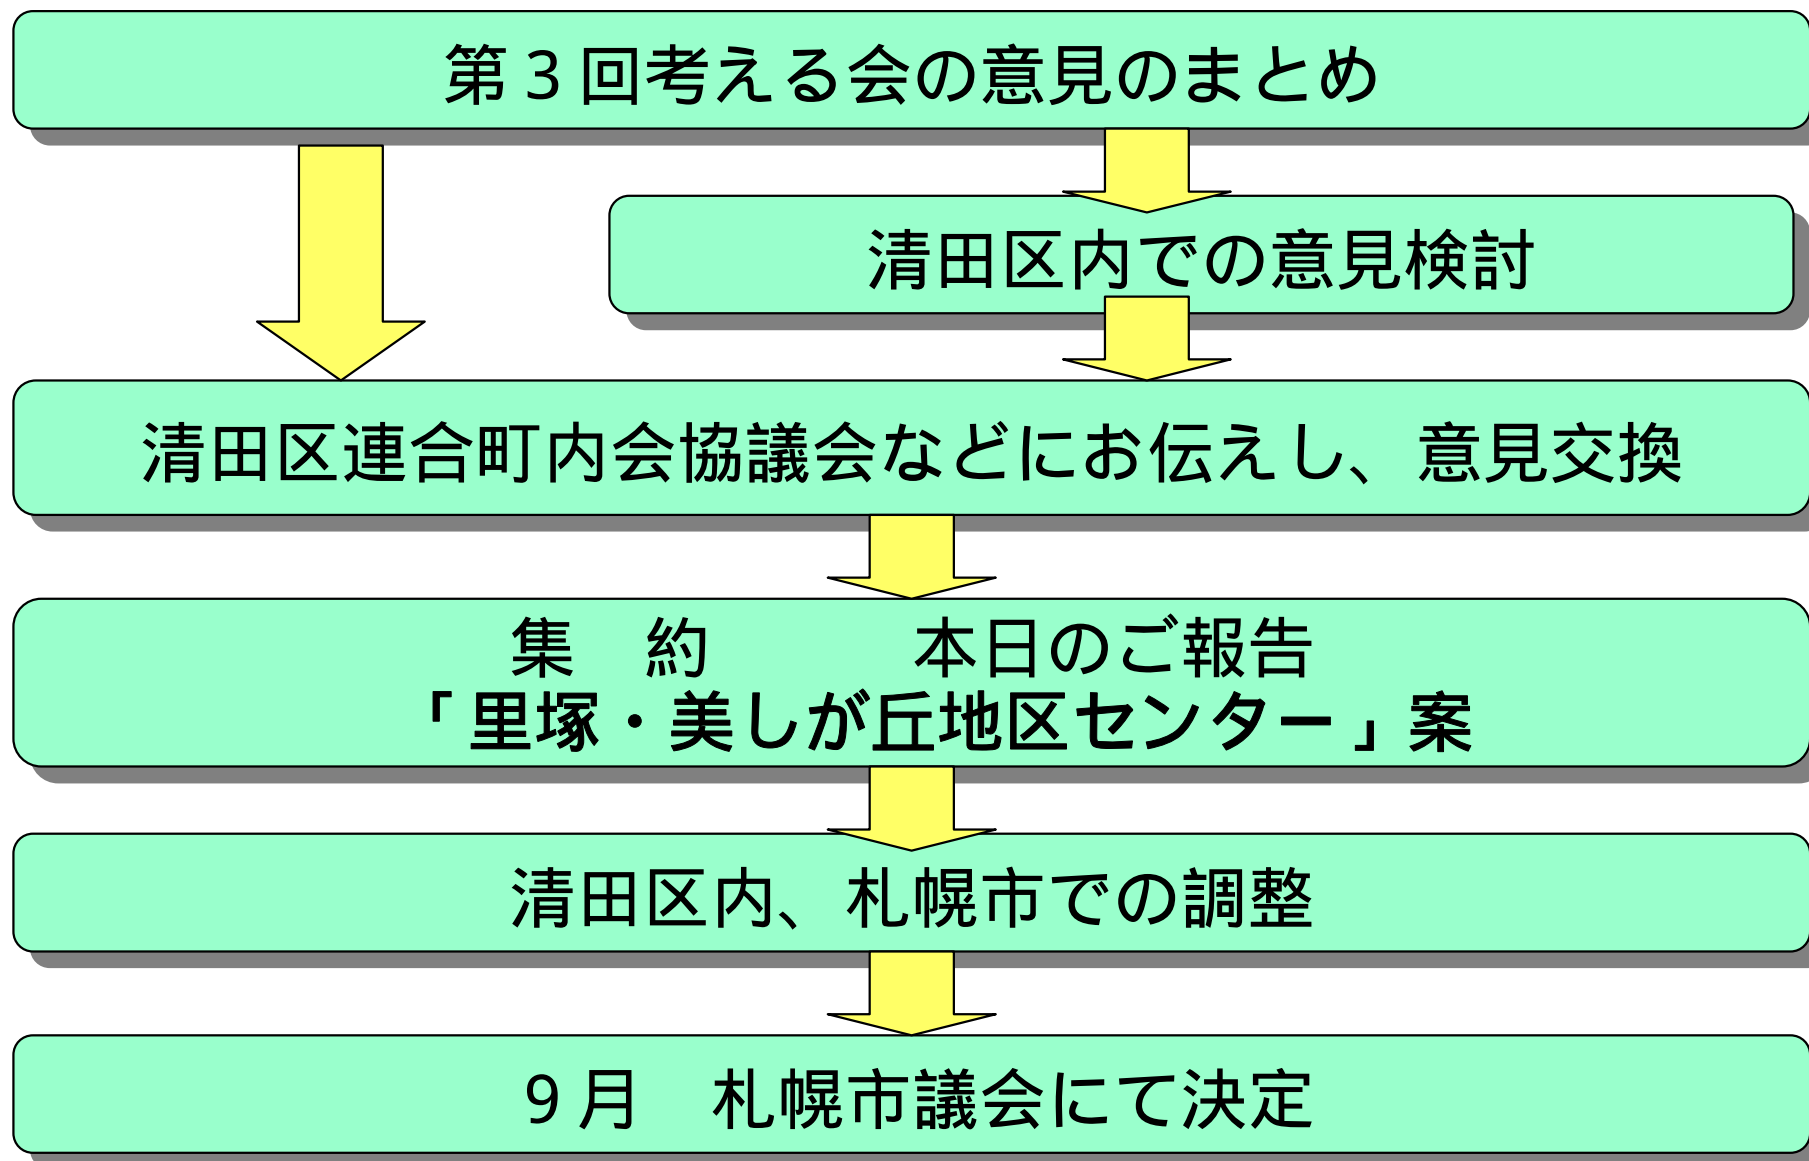 第３回考える会の意見のまとめ
清田区内での意見検討
清田区連合町内会協議会などにお伝えし、意見交換
集　約　　　本日のご報告
「里塚・美しが丘地区センター」案
清田区内、札幌市での調整
９月　札幌市議会にて決定